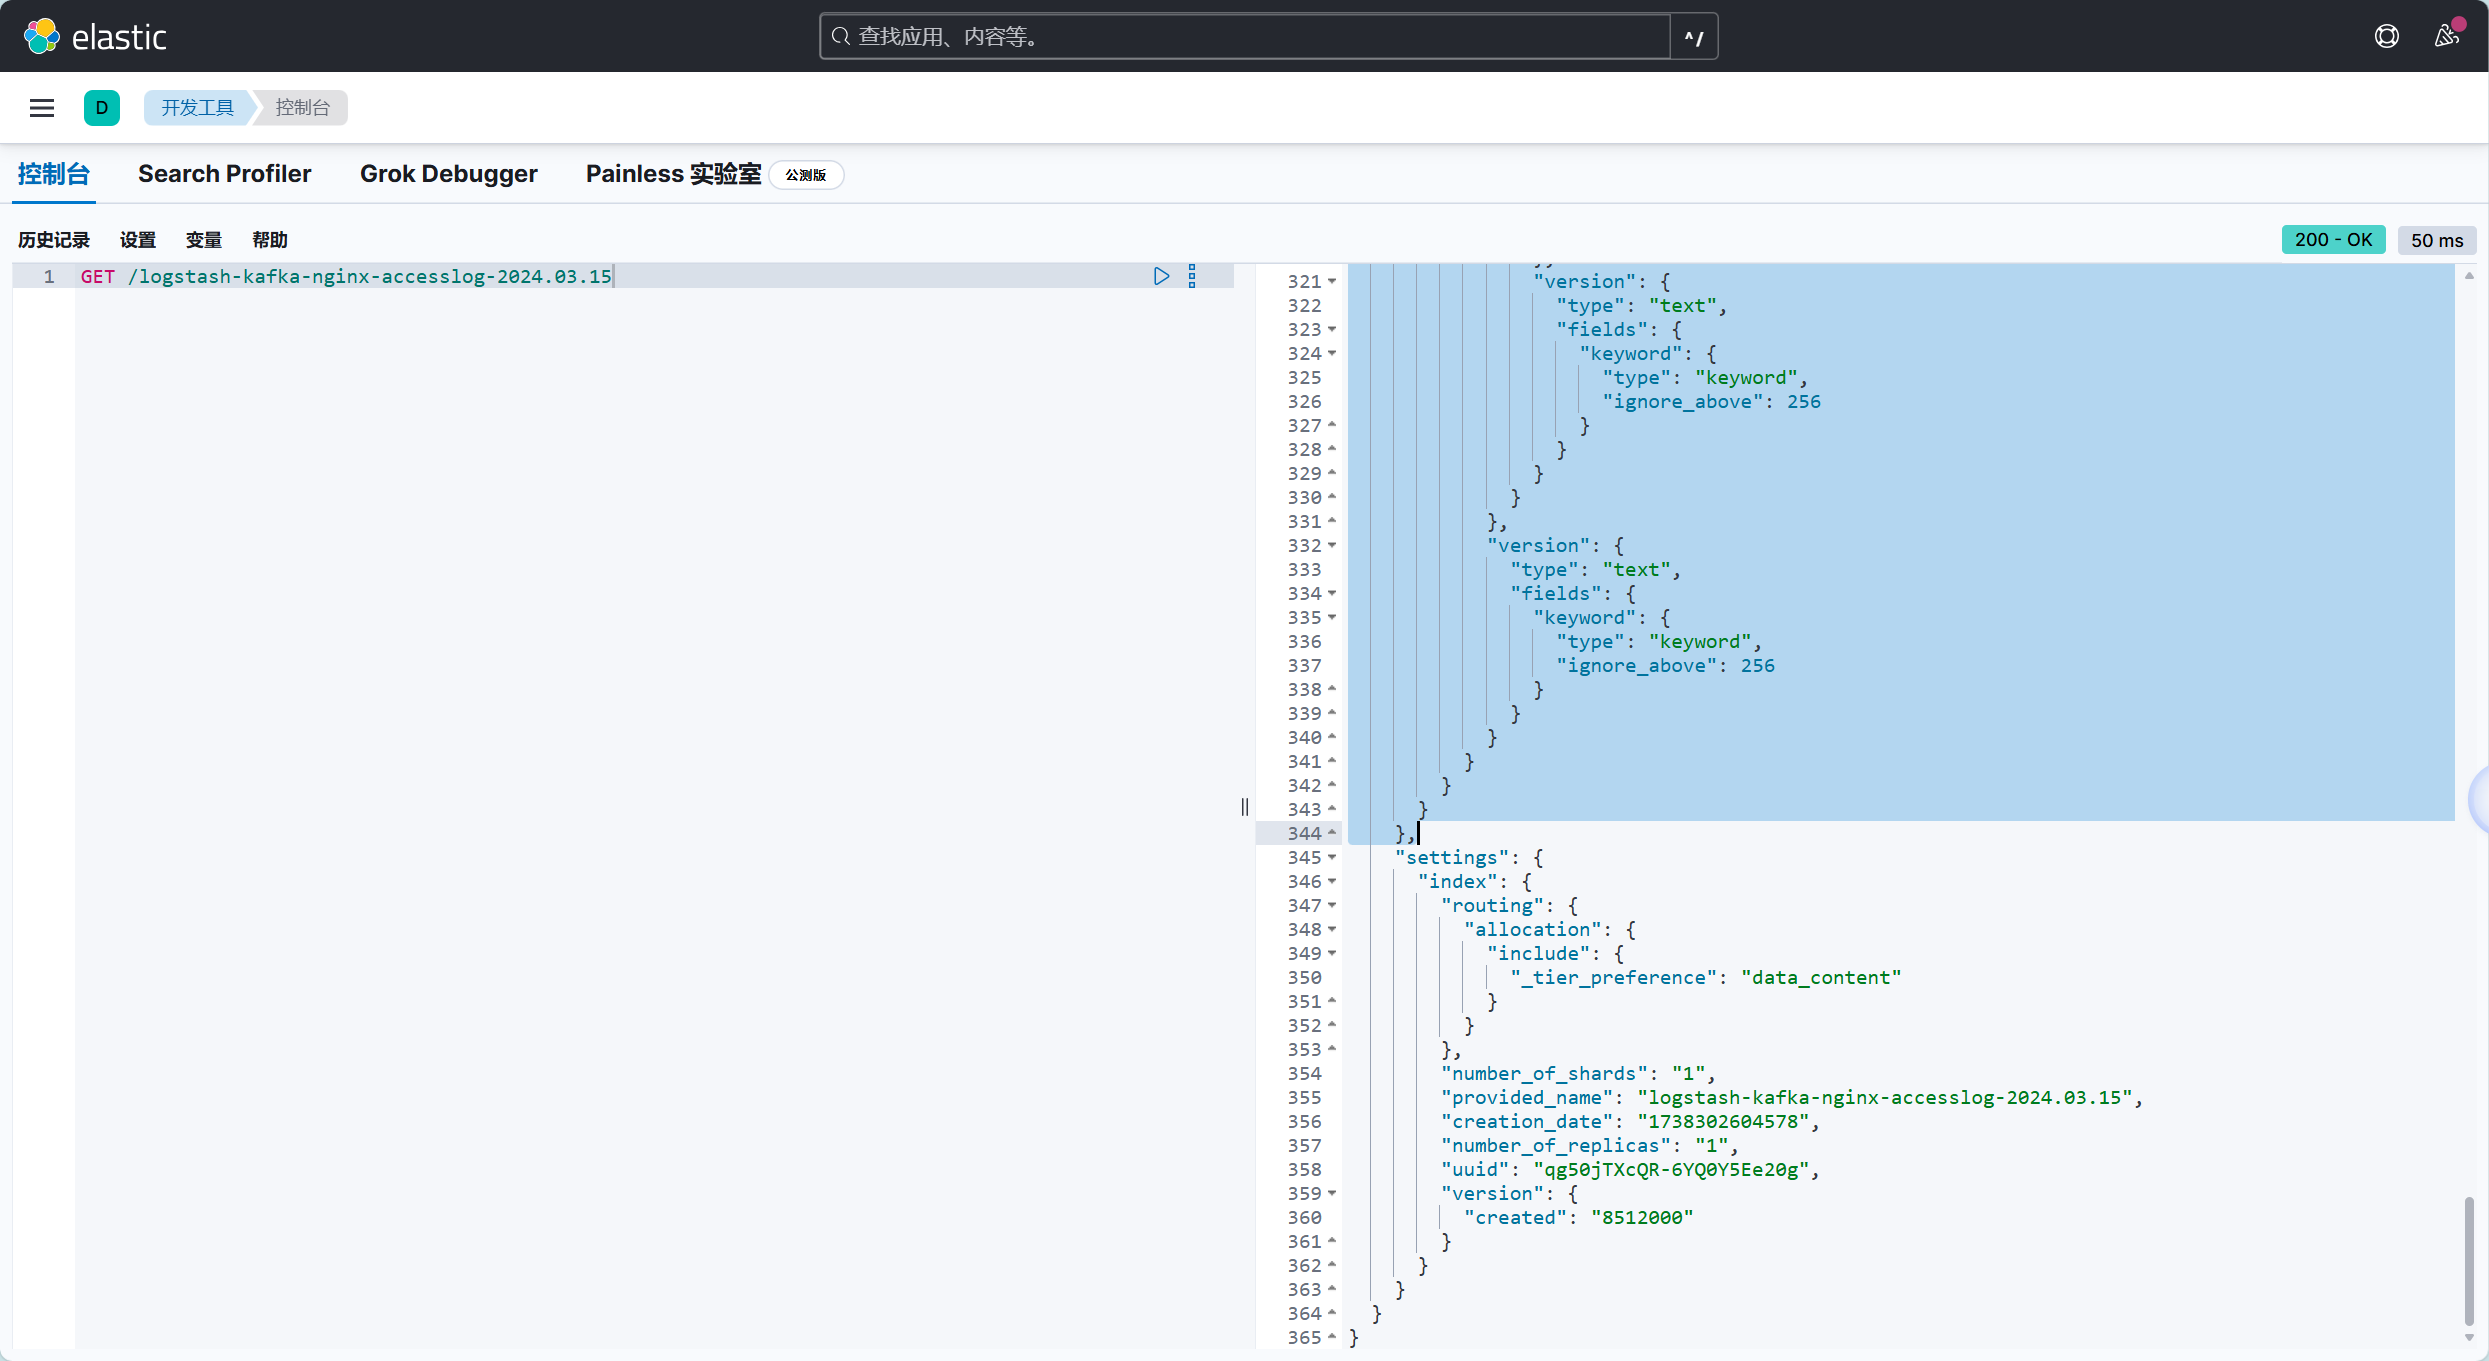 elastic
查找应用、内容等。
^/
D
开发工具
控制台
控制台
Search Profiler
Grok Debugger
Painless 实验室
公测版
历史记录
设置
变量
帮助
200 - OK
50 ms
1 GET /logstash-kafka-nginx-accesslog-2024.03.15
321 "version": {
322 "type": "text",
323 "fields": {
324 "keyword": {
325 "type": "keyword",
326 "ignore_above": 256
327 }
328 }
329 }
330 }
331 },
332 "version": {
333 "type": "text",
334 "fields": {
335 "keyword": {
336 "type": "keyword",
337 "ignore_above": 256
338 }
339 }
340 }
341 }
342 }
343 }
344 },
345 "settings": {
346 "index": {
347 "routing": {
348 "allocation": {
349 "include": {
350 "_tier_preference": "data_content"
351 }
352 }
353 },
354 "number_of_shards": "1",
355 "provided_name": "logstash-kafka-nginx-accesslog-2024.03.15",
356 "creation_date": "1738302604578",
357 "number_of_replicas": "1",
358 "uuid": "qg50jTXcQR-6YQ0Y5Ee20g",
359 "version": {
360 "created": "8512000"
361 }
362 }
363 }
364 }
365 }